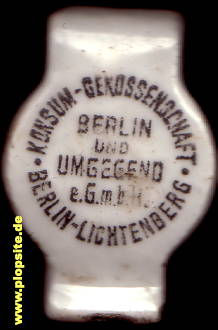 • KONSUM-GENOSSENSCHAFT •
BERLIN
UND
UMGEGEND
e.G.m.b.H.
BERLIN-LICHTENBERG
www.plopsite.de